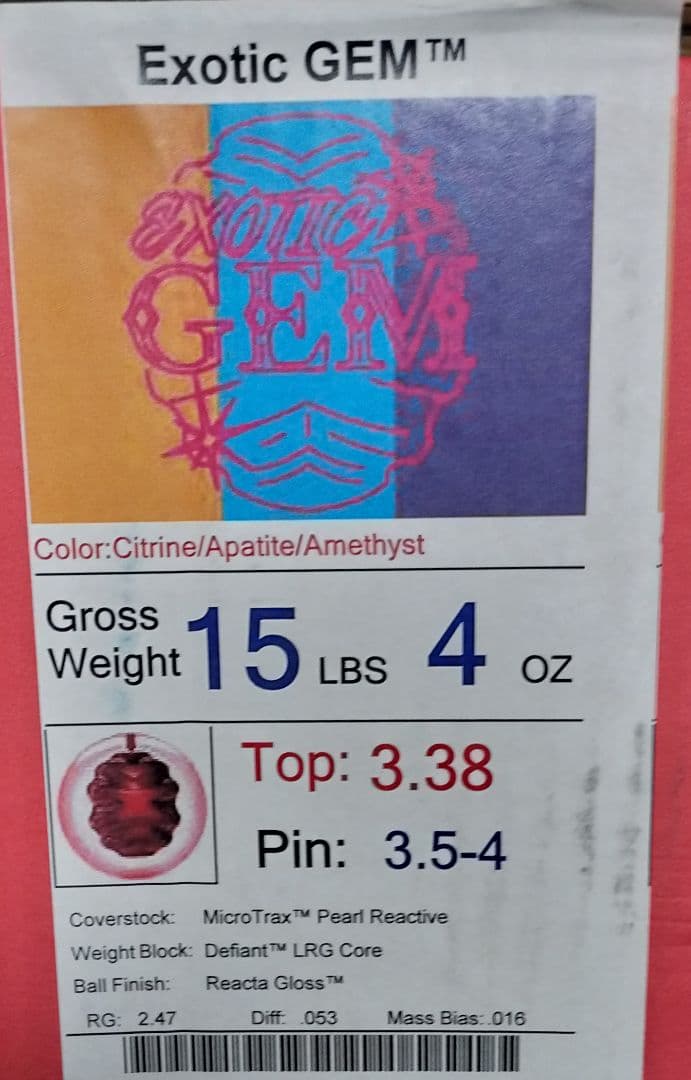 Exotic GEM™
EXOTIC
GEM
Color:Citrine/Apatite/Amethyst
Gross Weight 15 LBS 4 OZ
Top: 3.38
Pin: 3.5-4
Coverstock: MicroTrax™ Pearl Reactive
Weight Block: Defiant™ LRG Core
Ball Finish: Reacta Gloss™
RG: 2.47 Diff: .053 Mass Bias: .016